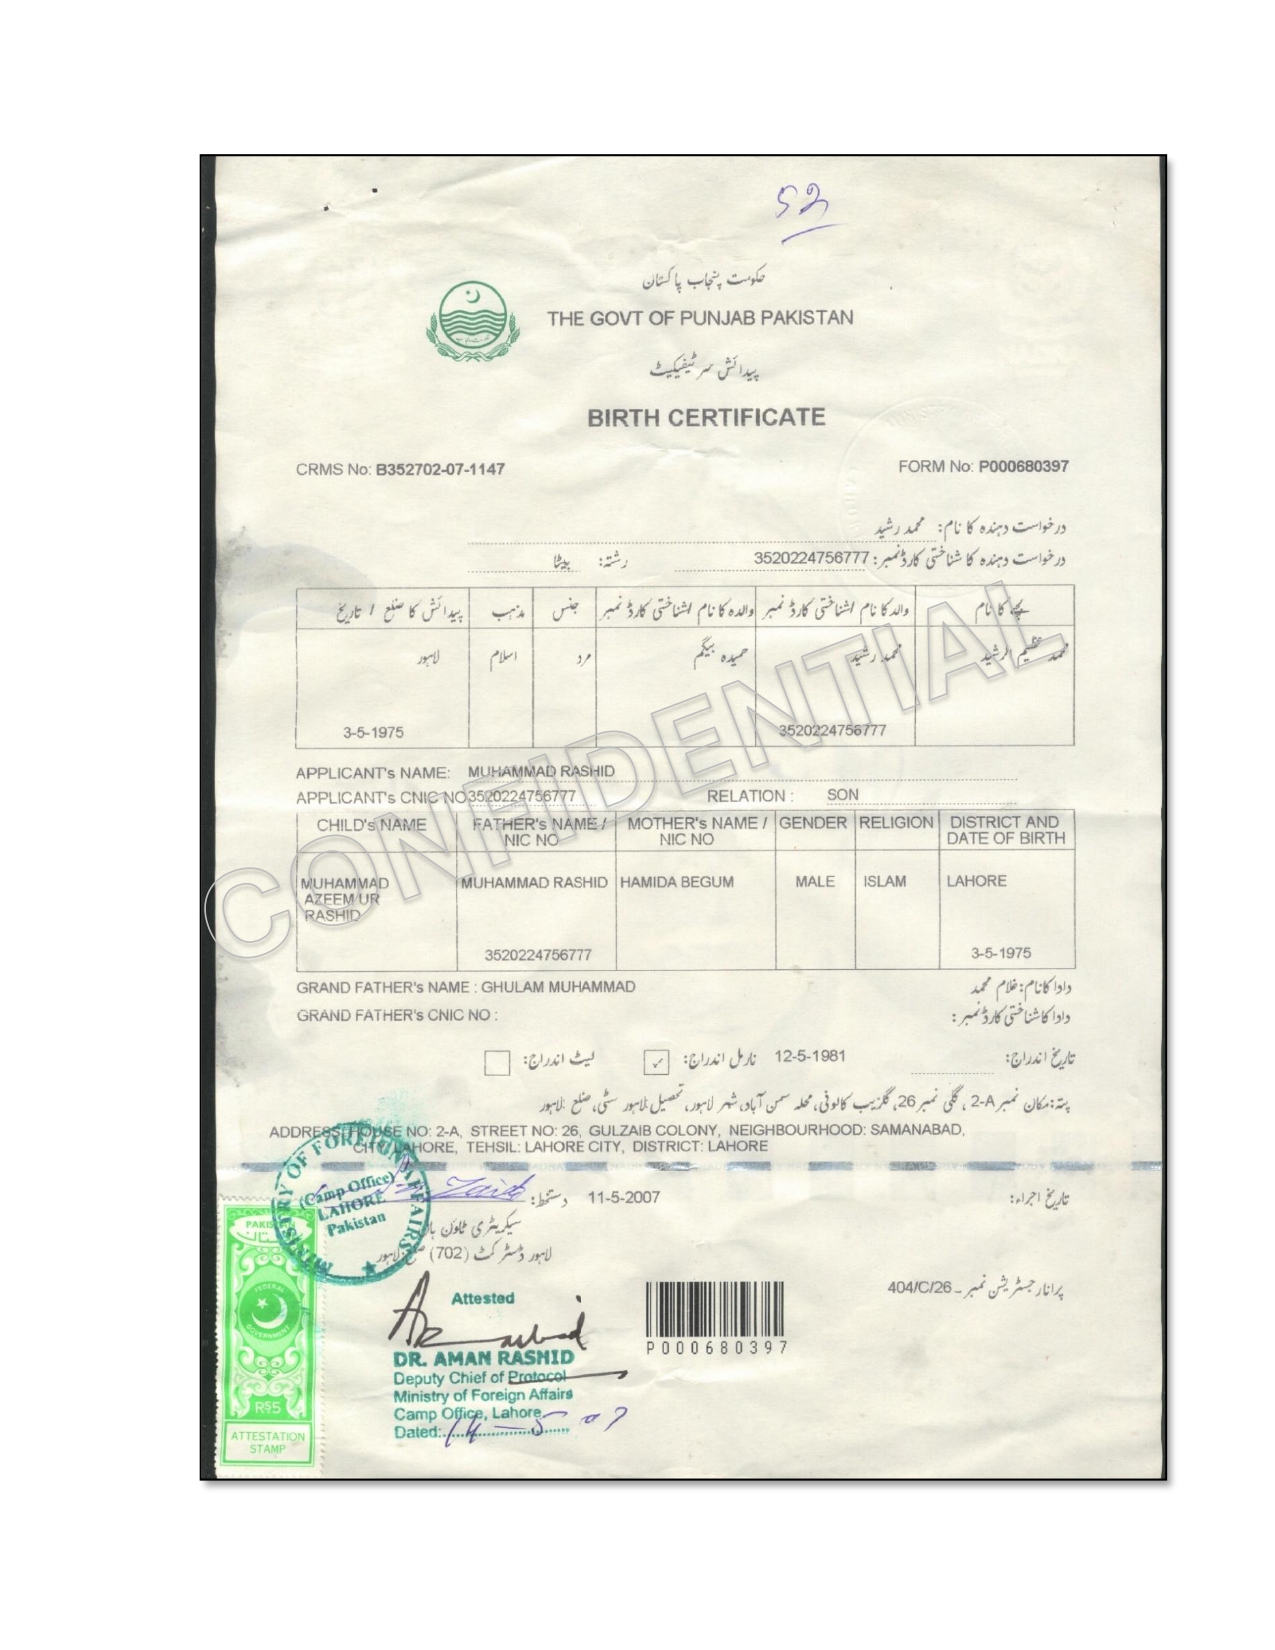 52
حکومت پنجاب پاکستان
THE GOVT OF PUNJAB PAKISTAN
پیدائش سرٹیفیکیٹ
BIRTH CERTIFICATE
CRMS No: B352702-07-1147 FORM No: P000680397
درخواست دہندہ کا نام: محمد رشید
درخواست دہندہ کا شناختی کارڈ نمبر: 3520224756777 رشتہ: بیٹا
بچے کا نام والد کا نام / شناختی کارڈ نمبر والدہ کا نام / شناختی کارڈ نمبر جنس مذہب پیدائش کا ضلع / تاریخ
محمد عظیم الرشید محمد رشید حمیدہ بیگم مرد اسلام لاہور
3520224756777 3-5-1975
CONFIDENTIAL
APPLICANT's NAME: MUHAMMAD RASHID
APPLICANT's CNIC NO 3520224756777 RELATION : SON
CHILD's NAME FATHER's NAME / MOTHER's NAME / GENDER RELIGION DISTRICT AND
NIC NO NIC NO DATE OF BIRTH
MUHAMMAD MUHAMMAD RASHID HAMIDA BEGUM MALE ISLAM LAHORE
AZEEM UR
RASHID
3520224756777 3-5-1975
GRAND FATHER's NAME : GHULAM MUHAMMAD دادا کا نام: غلام محمد
GRAND FATHER's CNIC NO : دادا کا شناختی کارڈ نمبر :
تاریخ اندراج: 12-5-1981 نارمل اندراج: ✓ لیٹ اندراج:
پتہ: مکان نمبر 2-A ، گلی نمبر 26، گلزیب کالونی، محلہ سمن آباد، شہر لاہور، تحصیل لاہور سٹی، ضلع لاہور
ADDRESS: HOUSE NO: 2-A, STREET NO: 26, GULZAIB COLONY, NEIGHBOURHOOD: SAMANABAD,
CITY: LAHORE, TEHSIL: LAHORE CITY, DISTRICT: LAHORE
تاریخ اجراء: 11-5-2007 دستخط:
سیکریٹری ٹاؤن
لاہور ڈسٹرکٹ (702) ضلع لاہور
MINISTRY OF FOREIGN AFFAIRS
(Camp Office)
LAHORE
Pakistan
پرانا رجسٹریشن نمبر - 404/C/26
P000680397
Attested
DR. AMAN RASHID
Deputy Chief of Protocol
Ministry of Foreign Affairs
Camp Office, Lahore
Dated: 14-5-07
PAKISTAN
پاکستان
FEDERAL
GOVERNMENT
RS5
ATTESTATION
STAMP